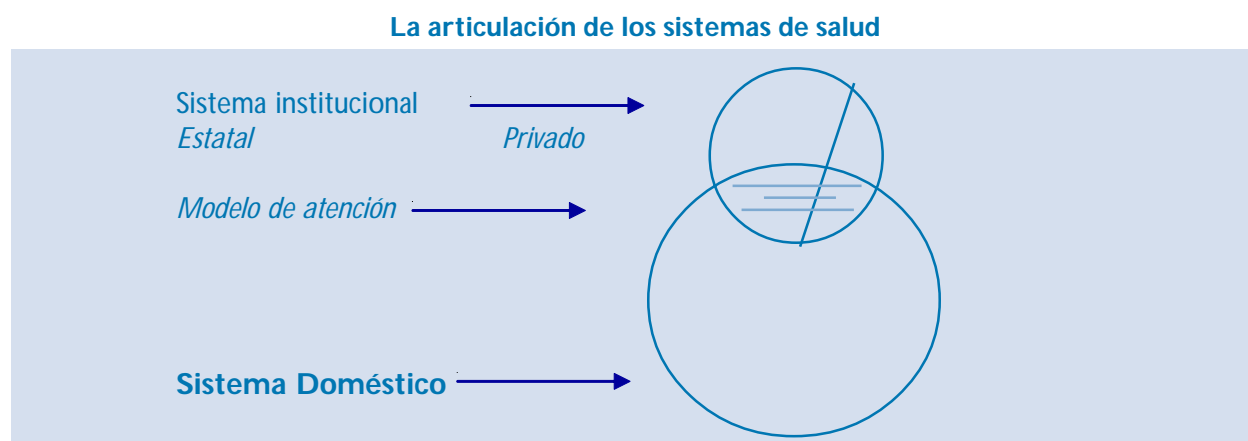 La articulación de los sistemas de salud
Sistema institucional
Estatal Privado
Modelo de atención
Sistema Doméstico